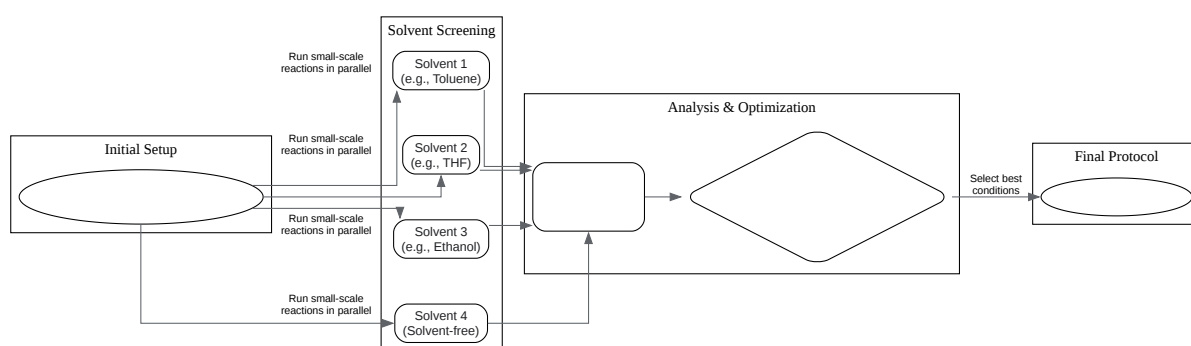 Solvent Screening
Run small-scale
reactions in parallel
Solvent 1
(e.g., Toluene)
Analysis & Optimization
Run small-scale
reactions in parallel
Solvent 2
(e.g., THF)
Initial Setup
Final Protocol
Select best
conditions
Run small-scale
reactions in parallel
Solvent 3
(e.g., Ethanol)
Run small-scale
reactions in parallel
Solvent 4
(Solvent-free)